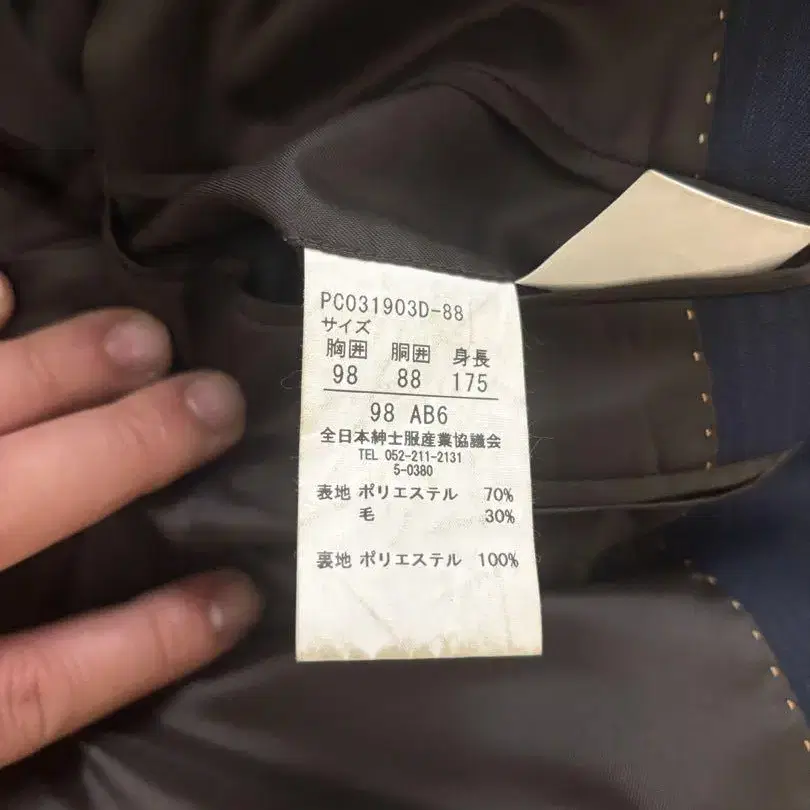 PC031903D-88
サイズ
胸囲 胴囲 身長
98 88 175
98 AB6
全日本紳士服産業協議会
TEL 052-211-2131
5-0380
表地 ポリエステル 70%
毛 30%
裏地 ポリエステル 100%